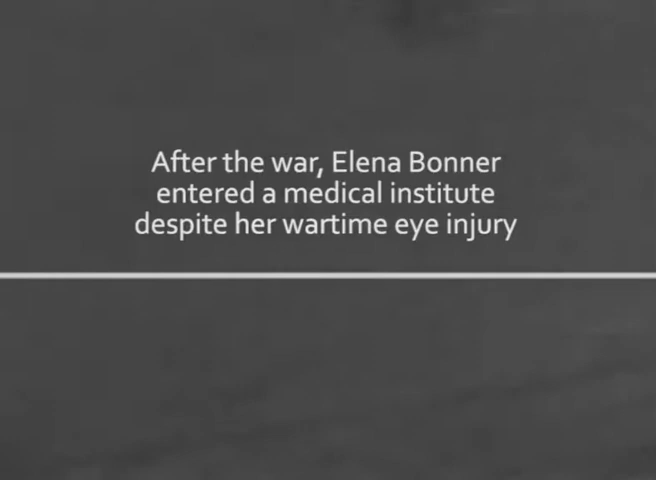 After the war, Elena Bonner
entered a medical institute
despite her wartime eye injury